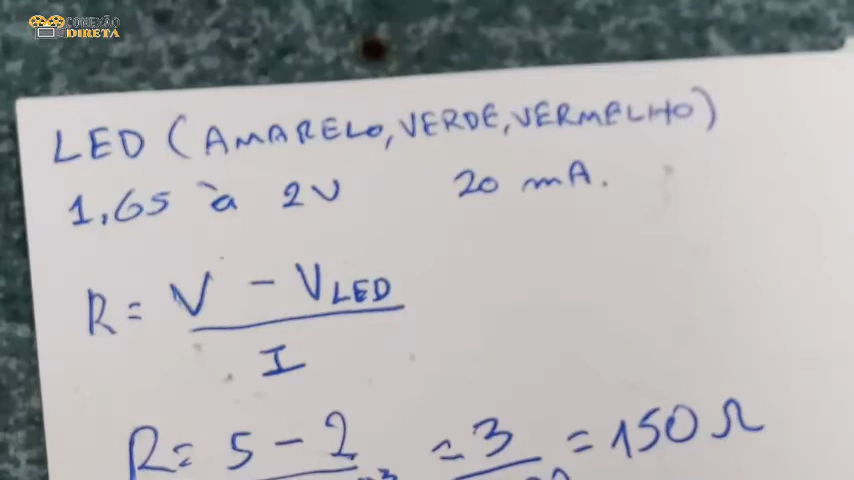 CONEXÃO
DIRETA
LED (AMARELO, VERDE, VERMELHO)
1,65 à 2V 20 mA.
R = V - VLED
I
R = 5 - 2 = 3 = 150 Ω